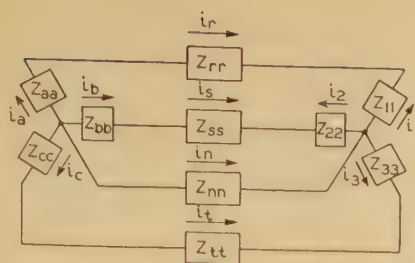 i_r
Z_rr
Z_aa
i_b
i_s
i_2
Z_11
i_a
Z_bb
Z_ss
Z_22
i
Z_cc
i_c
i_n
i_3
Z_33
Z_nn
i_t
Z_tt